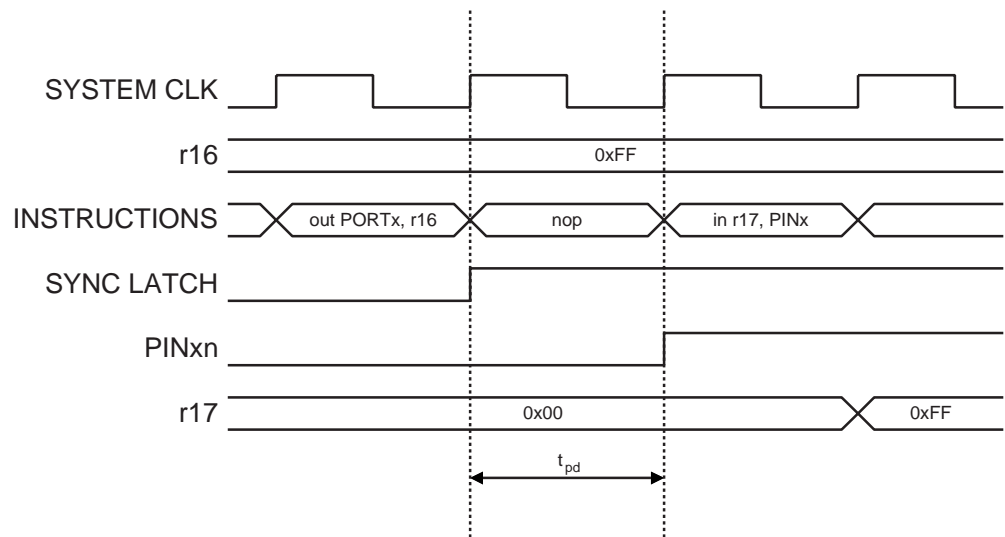 SYSTEM CLK
r16
0xFF
INSTRUCTIONS
out PORTx, r16
nop
in r17, PINx
SYNC LATCH
PINxn
r17
0x00
0xFF
tpd